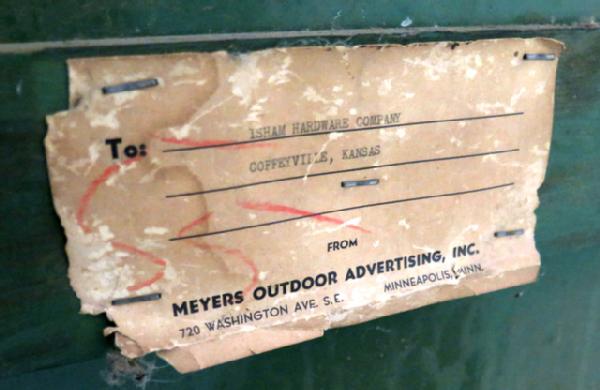 To: ISHAM HARDWARE COMPANY
COFFEYVILLE, KANSAS
FROM
MEYERS OUTDOOR ADVERTISING, INC.
720 WASHINGTON AVE. S.E. MINNEAPOLIS, MINN.